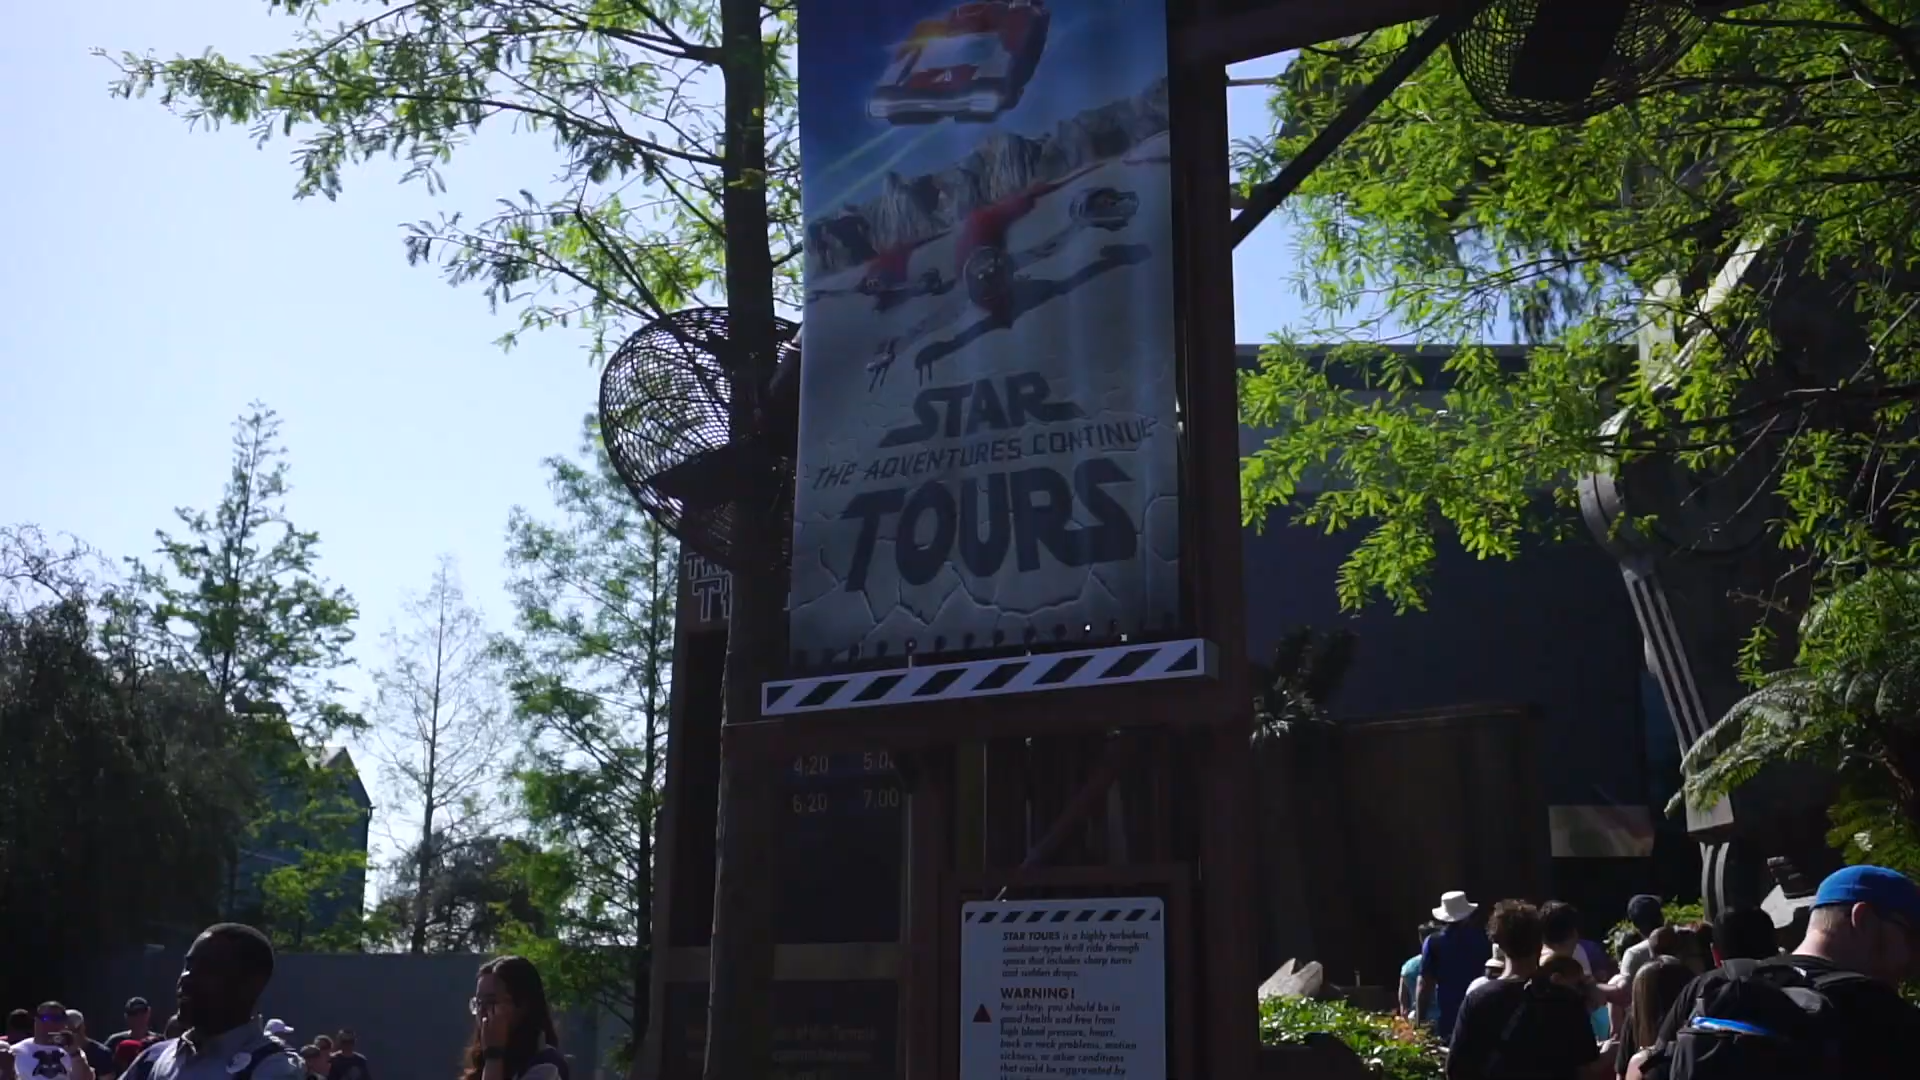 STAR
THE ADVENTURES CONTINUE
TOURS
4:20 5:00
6:20 7:00
STAR TOURS is a highly turbulent,
simulator-type thrill ride through
space that includes sharp turns
and sudden drops.
WARNING!
For safety, you should be in
good health and free from
high blood pressure, heart,
back or neck problems, motion
sickness, or other conditions
that could be aggravated by